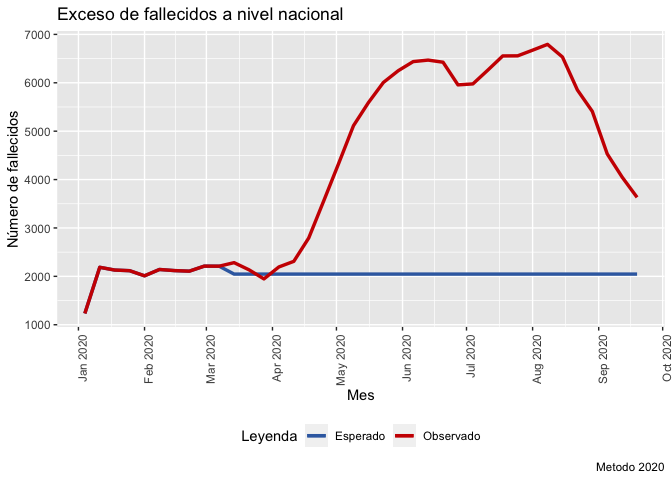 Exceso de fallecidos a nivel nacional
Número de fallecidos
7000
6000
5000
4000
3000
2000
1000
Jan 2020
Feb 2020
Mar 2020
Apr 2020
May 2020
Jun 2020
Jul 2020
Aug 2020
Sep 2020
Oct 2020
Mes
Leyenda Esperado Observado
Metodo 2020